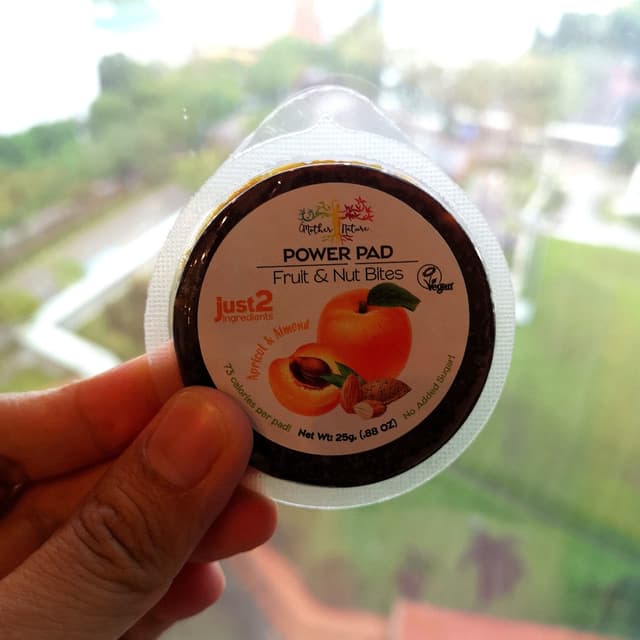 Mother Nature
POWER PAD
Fruit & Nut Bites
Vegan
just2
ingredients
Apricot & Almond
73 calories per pad!
Net Wt: 25g, (.88 OZ)
No Added Sugar!